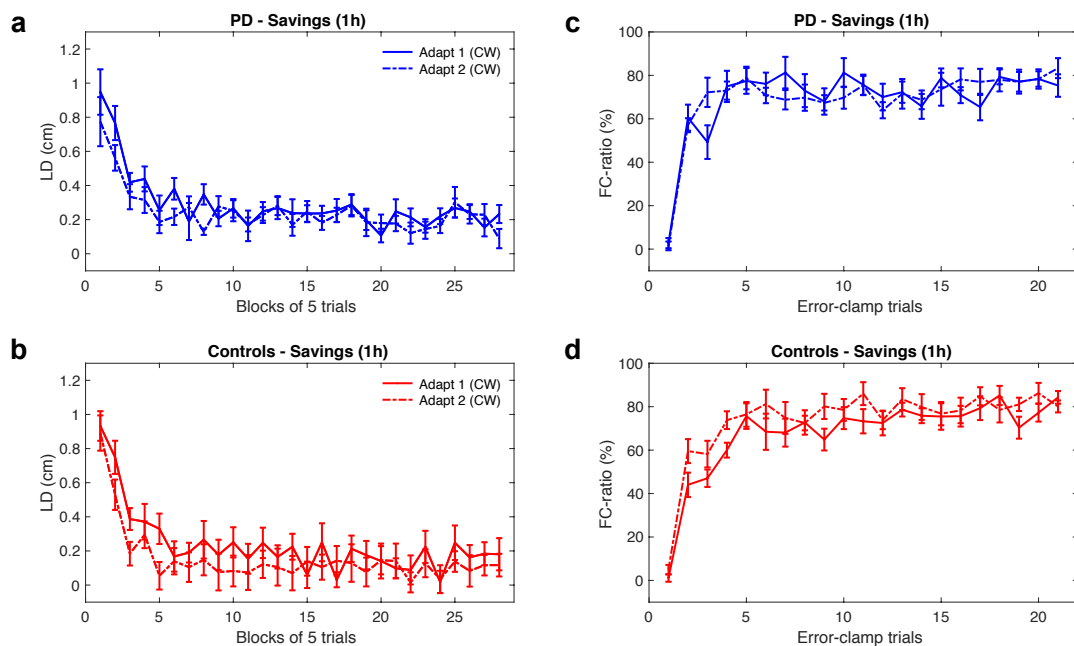 a
PD - Savings (1h)
1.2
1
0.8
0.6
0.4
0.2
0
LD (cm)
Adapt 1 (CW)
Adapt 2 (CW)
0 5 10 15 20 25
Blocks of 5 trials
c
PD - Savings (1h)
100
80
60
40
20
0
FC-ratio (%)
0 5 10 15 20
Error-clamp trials
b
Controls - Savings (1h)
1.2
1
0.8
0.6
0.4
0.2
0
LD (cm)
Adapt 1 (CW)
Adapt 2 (CW)
0 5 10 15 20 25
Blocks of 5 trials
d
Controls - Savings (1h)
100
80
60
40
20
0
FC-ratio (%)
0 5 10 15 20
Error-clamp trials